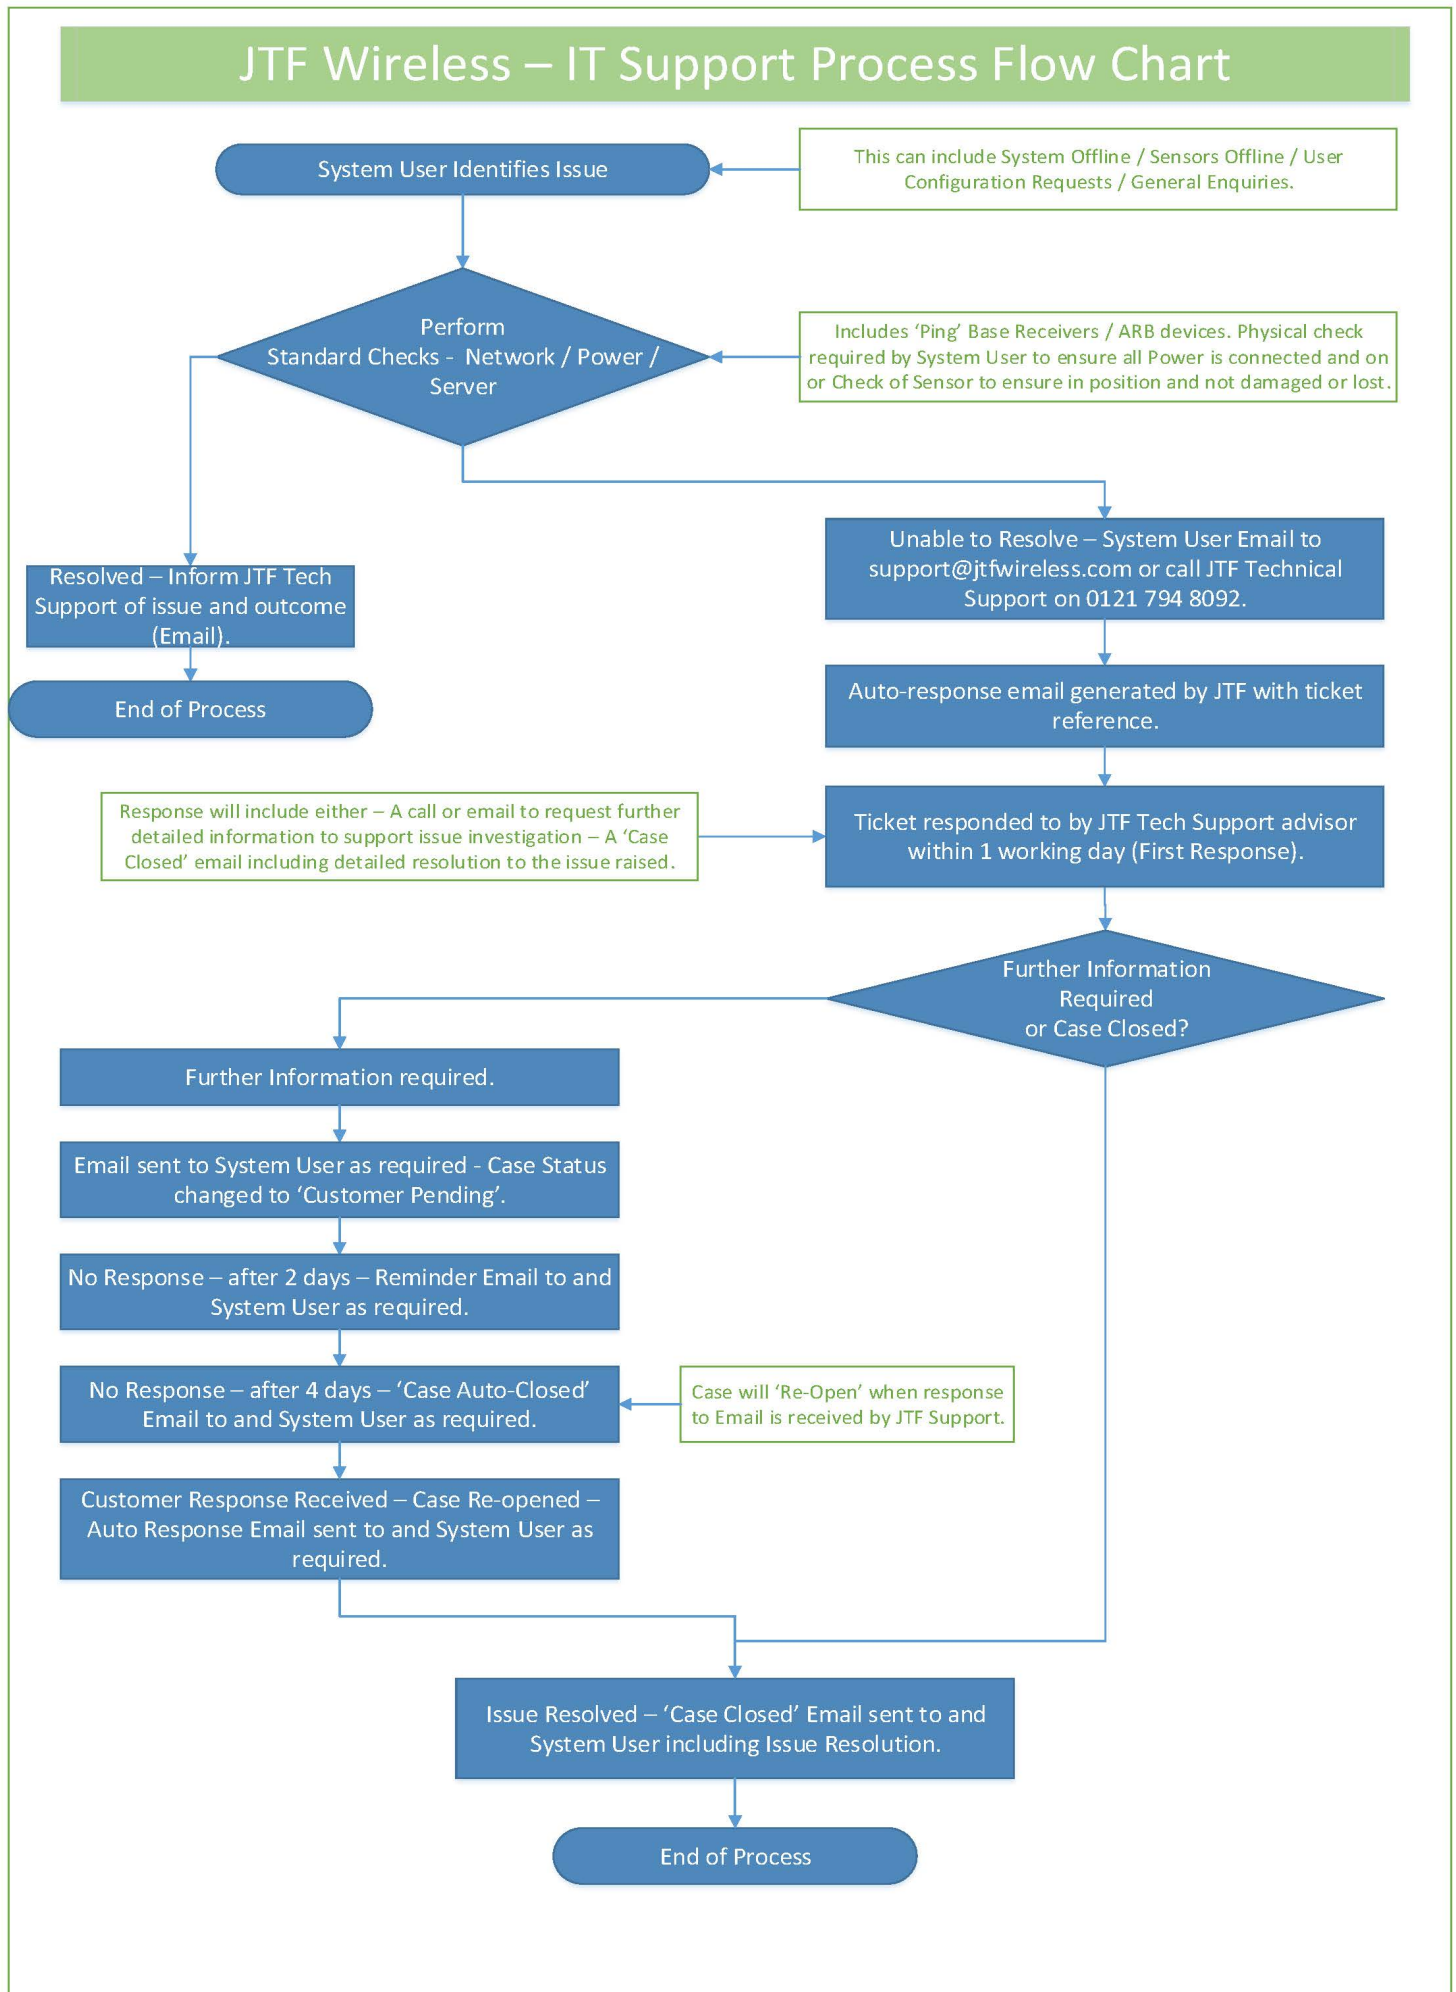 JTF Wireless – IT Support Process Flow Chart
System User Identifies Issue
This can include System Offline / Sensors Offline / User
Configuration Requests / General Enquiries.
Perform
Standard Checks -  Network / Power /
Server
Includes ‘Ping’ Base Receivers / ARB devices. Physical check
required by System User to ensure all Power is connected and on
or Check of Sensor to ensure in position and not damaged or lost.
Resolved – Inform JTF Tech
Support of issue and outcome
(Email).
End of Process
Unable to Resolve – System User Email to
support@jtfwireless.com or call JTF Technical
Support on 0121 794 8092.
Auto-response email generated by JTF with ticket
reference.
Response will include either – A call or email to request further
detailed information to support issue investigation – A ‘Case
Closed’ email including detailed resolution to the issue raised.
Ticket responded to by JTF Tech Support advisor
within 1 working day (First Response).
Further Information
Required
or Case Closed?
Further Information required.
Email sent to System User as required - Case Status
changed to ‘Customer Pending’.
No Response – after 2 days – Reminder Email to and
System User as required.
No Response – after 4 days – ‘Case Auto-Closed’
Email to and System User as required.
Case will ‘Re-Open’ when response
to Email is received by JTF Support.
Customer Response Received – Case Re-opened –
Auto Response Email sent to and System User as
required.
Issue Resolved – ‘Case Closed’ Email sent to and
System User including Issue Resolution.
End of Process